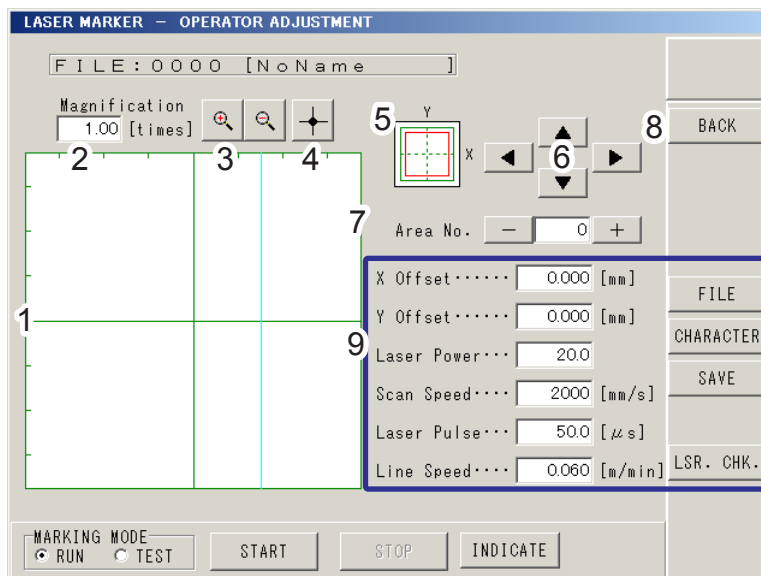 LASER MARKER － OPERATOR ADJUSTMENT
FILE:0000 [NoName ]
Magnification
1.00 [times]
2
3
4
5
Y
X
6
8
BACK
7
Area No. － 0 ＋
1
9
X Offset······ 0.000 [mm]
Y Offset······ 0.000 [mm]
Laser Power··· 20.0
Scan Speed···· 2000 [mm/s]
Laser Pulse··· 50.0 [μs]
Line Speed···· 0.060 [m/min]
FILE
CHARACTER
SAVE
LSR. CHK.
MARKING MODE
RUN TEST
START
STOP
INDICATE